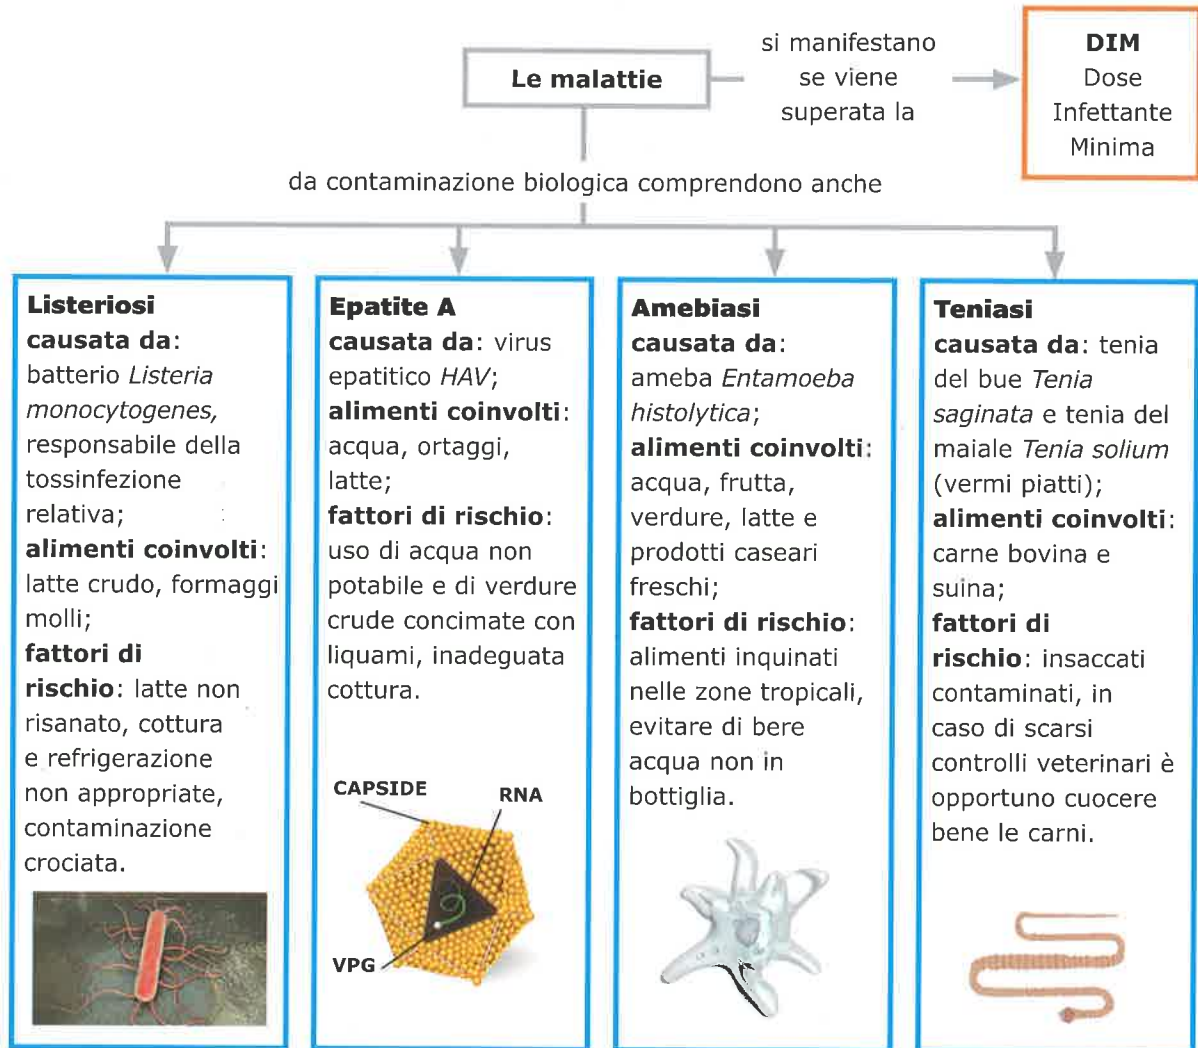 Le malattie
si manifestano
se viene
superata la
DIM
Dose
Infettante
Minima
da contaminazione biologica comprendono anche
Listeriosi
causata da:
batterio Listeria
monocytogenes,
responsabile della
tossinfezione
relativa;
alimenti coinvolti:
latte crudo, formaggi
molli;
fattori di
rischio: latte non
risanato, cottura
e refrigerazione
non appropriate,
contaminazione
crociata.
Epatite A
causata da: virus
epatitico HAV;
alimenti coinvolti:
acqua, ortaggi,
latte;
fattori di rischio:
uso di acqua non
potabile e di verdure
crude concimate con
liquami, inadeguata
cottura.
CAPSIDE
RNA
VPG
Amebiasi
causata da:
ameba Entamoeba
histolytica;
alimenti coinvolti:
acqua, frutta,
verdure, latte e
prodotti caseari
freschi;
fattori di rischio:
alimenti inquinati
nelle zone tropicali,
evitare di bere
acqua non in
bottiglia.
Teniasi
causata da: tenia
del bue Tenia
saginata e tenia del
maiale Tenia solium
(vermi piatti);
alimenti coinvolti:
carne bovina e
suina;
fattori di
rischio: insaccati
contaminati, in
caso di scarsi
controlli veterinari è
opportuno cuocere
bene le carni.